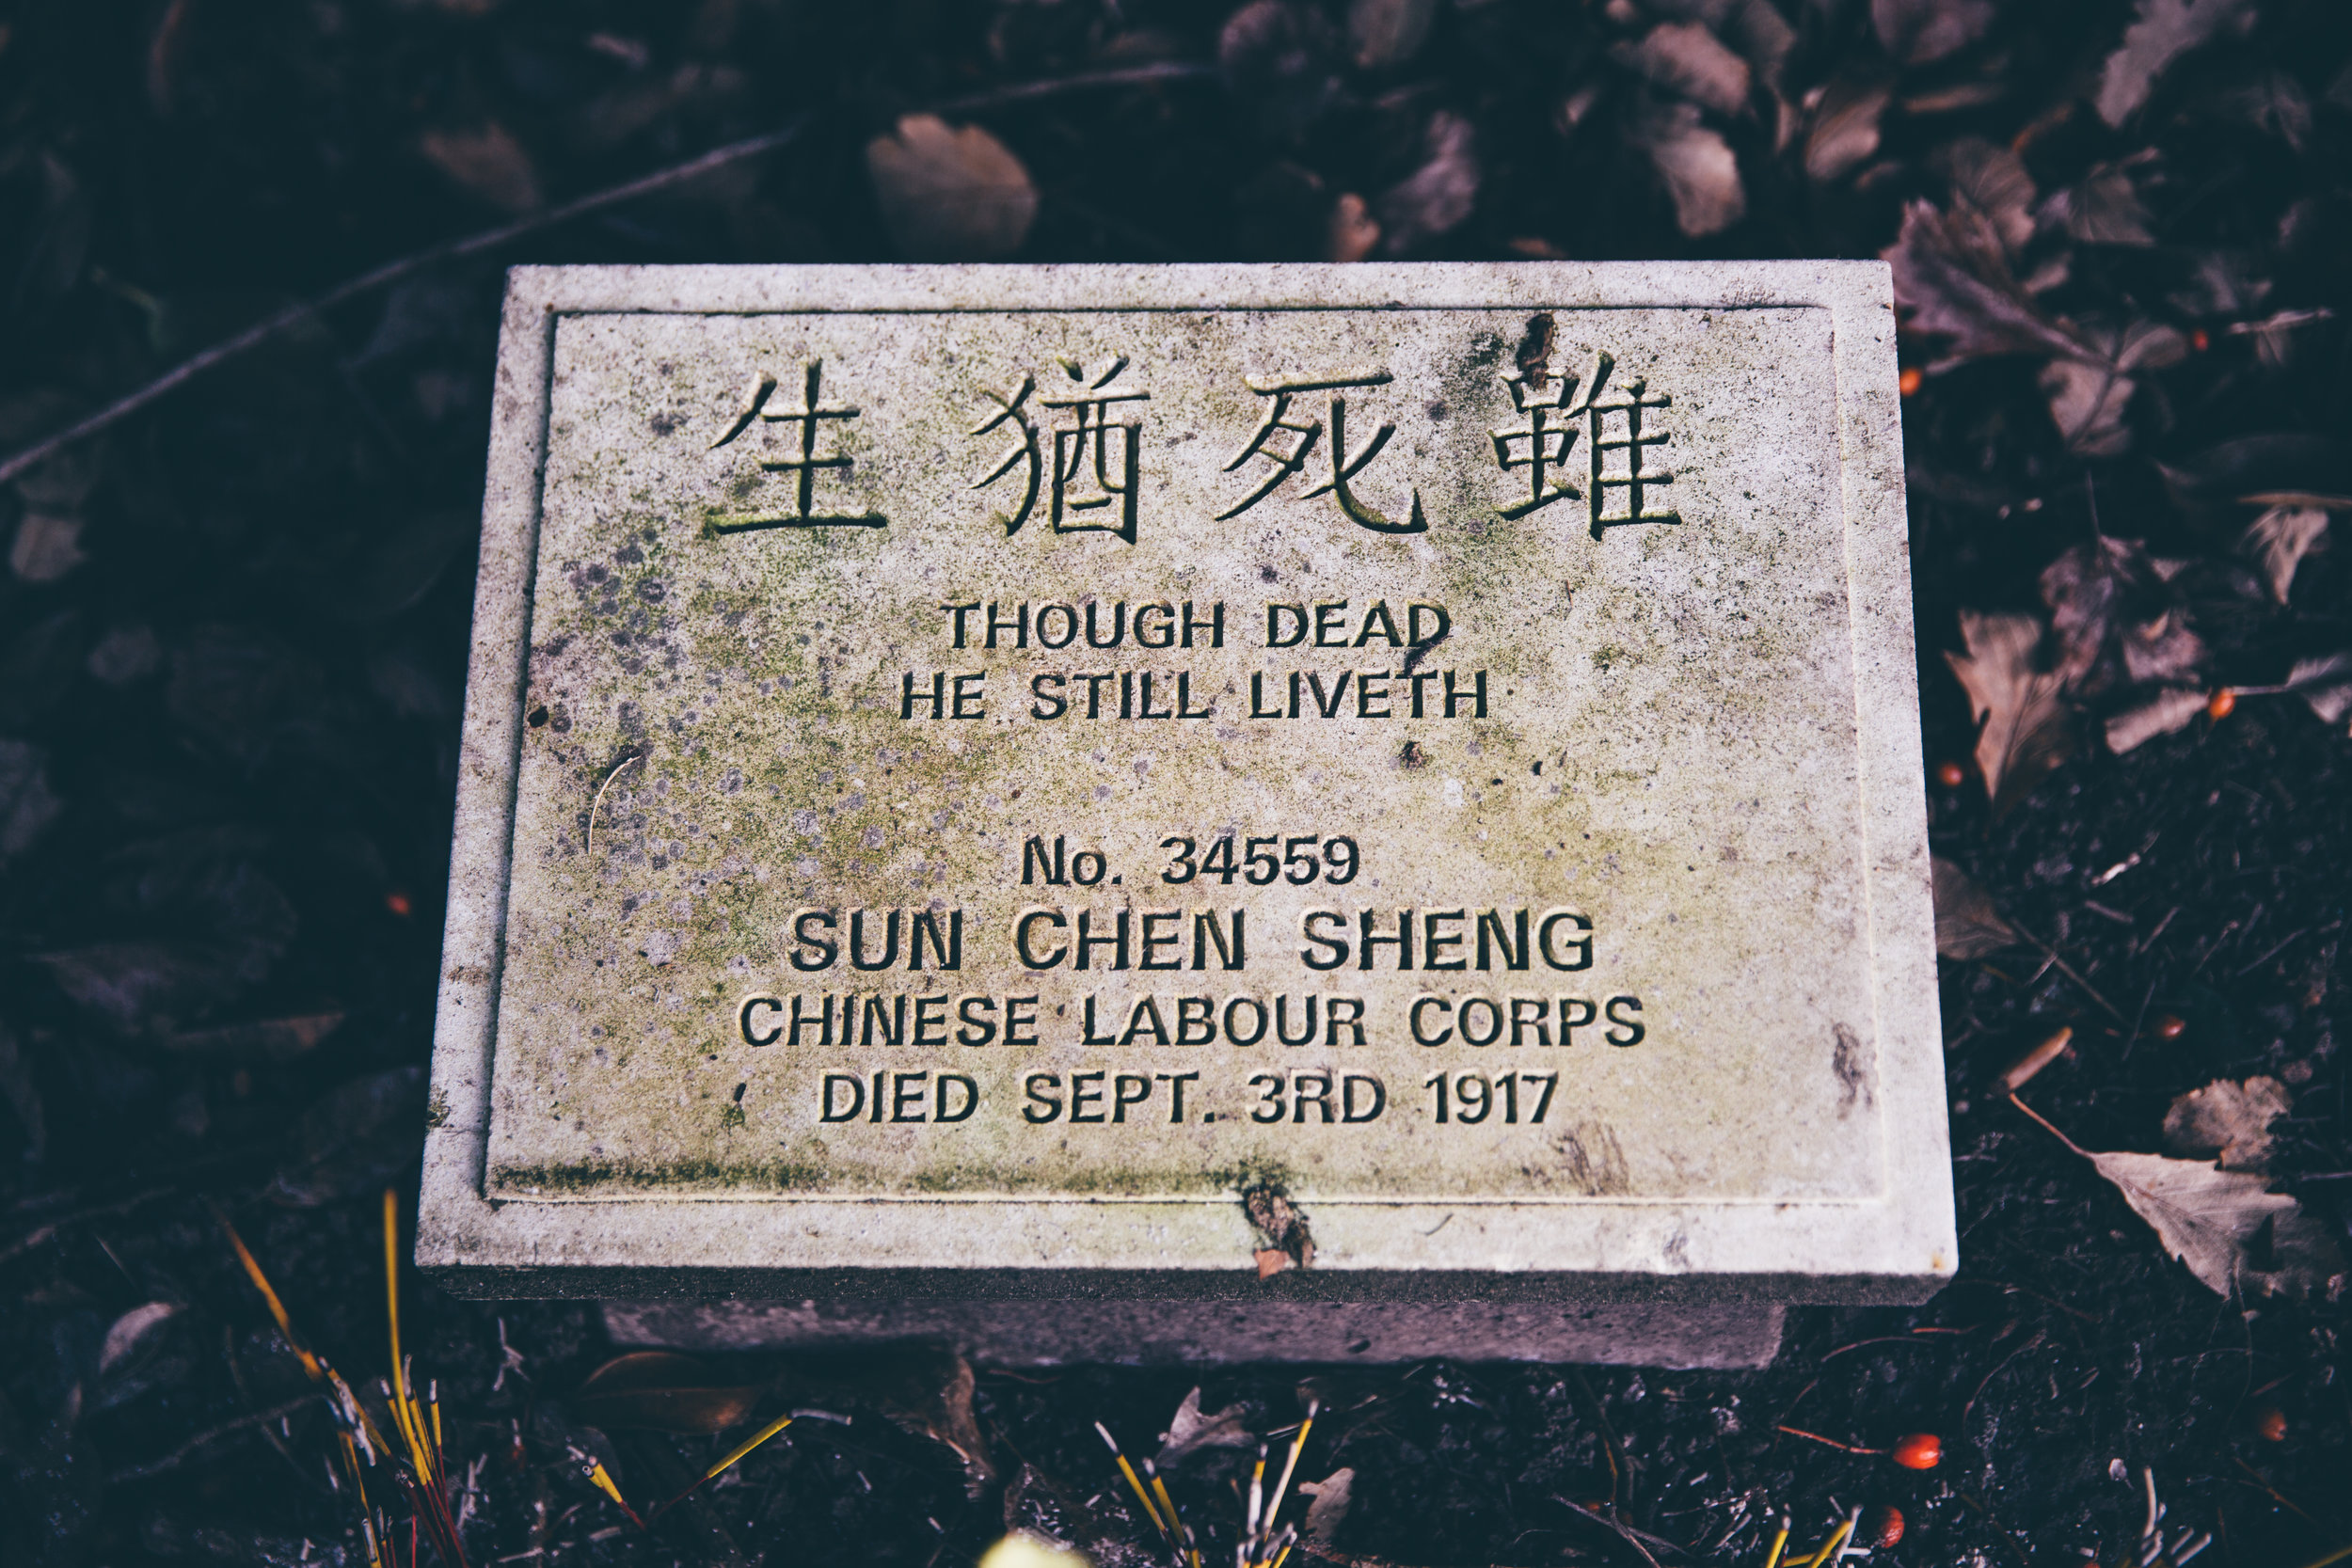 雖死猶生
THOUGH DEAD
HE STILL LIVETH
No. 34559
SUN CHEN SHENG
CHINESE LABOUR CORPS
DIED SEPT. 3RD 1917